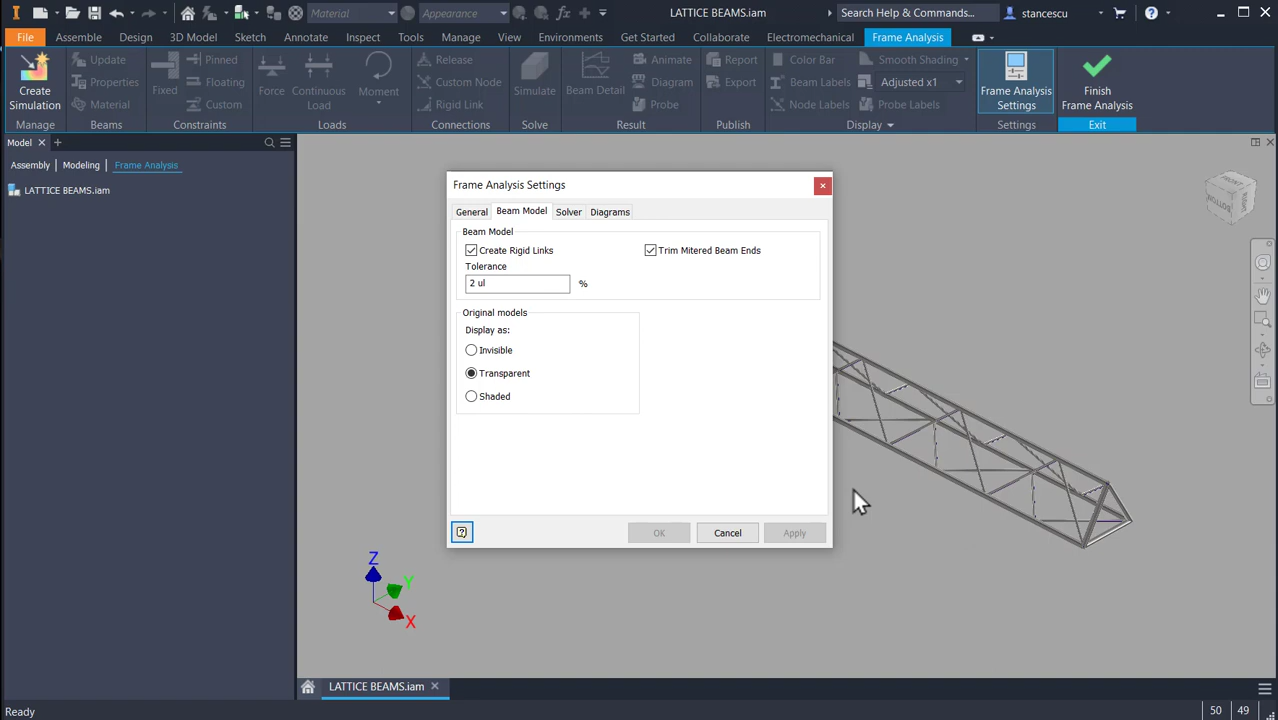 Material
Appearance
LATTICE BEAMS.iam
Search Help & Commands...
stancescu
File
Assemble
Design
3D Model
Sketch
Annotate
Inspect
Tools
Manage
View
Environments
Get Started
Collaborate
Electromechanical
Frame Analysis
Create Simulation
Update
Properties
Material
Fixed
Pinned
Floating
Custom
Force
Continuous Load
Moment
Release
Custom Node
Rigid Link
Simulate
Beam Detail
Animate
Diagram
Probe
Report
Export
Color Bar
Beam Labels
Node Labels
Smooth Shading
Adjusted x1
Probe Labels
Frame Analysis Settings
Finish Frame Analysis
Manage
Beams
Constraints
Loads
Connections
Solve
Result
Publish
Display
Settings
Exit
Model
Assembly
Modeling
Frame Analysis
LATTICE BEAMS.iam
Frame Analysis Settings
General
Beam Model
Solver
Diagrams
Beam Model
Create Rigid Links
Trim Mitered Beam Ends
Tolerance
2 ul
%
Original models
Display as:
Invisible
Transparent
Shaded
OK
Cancel
Apply
BOTTOM
Z
Y
X
LATTICE BEAMS.iam
Ready
50
49